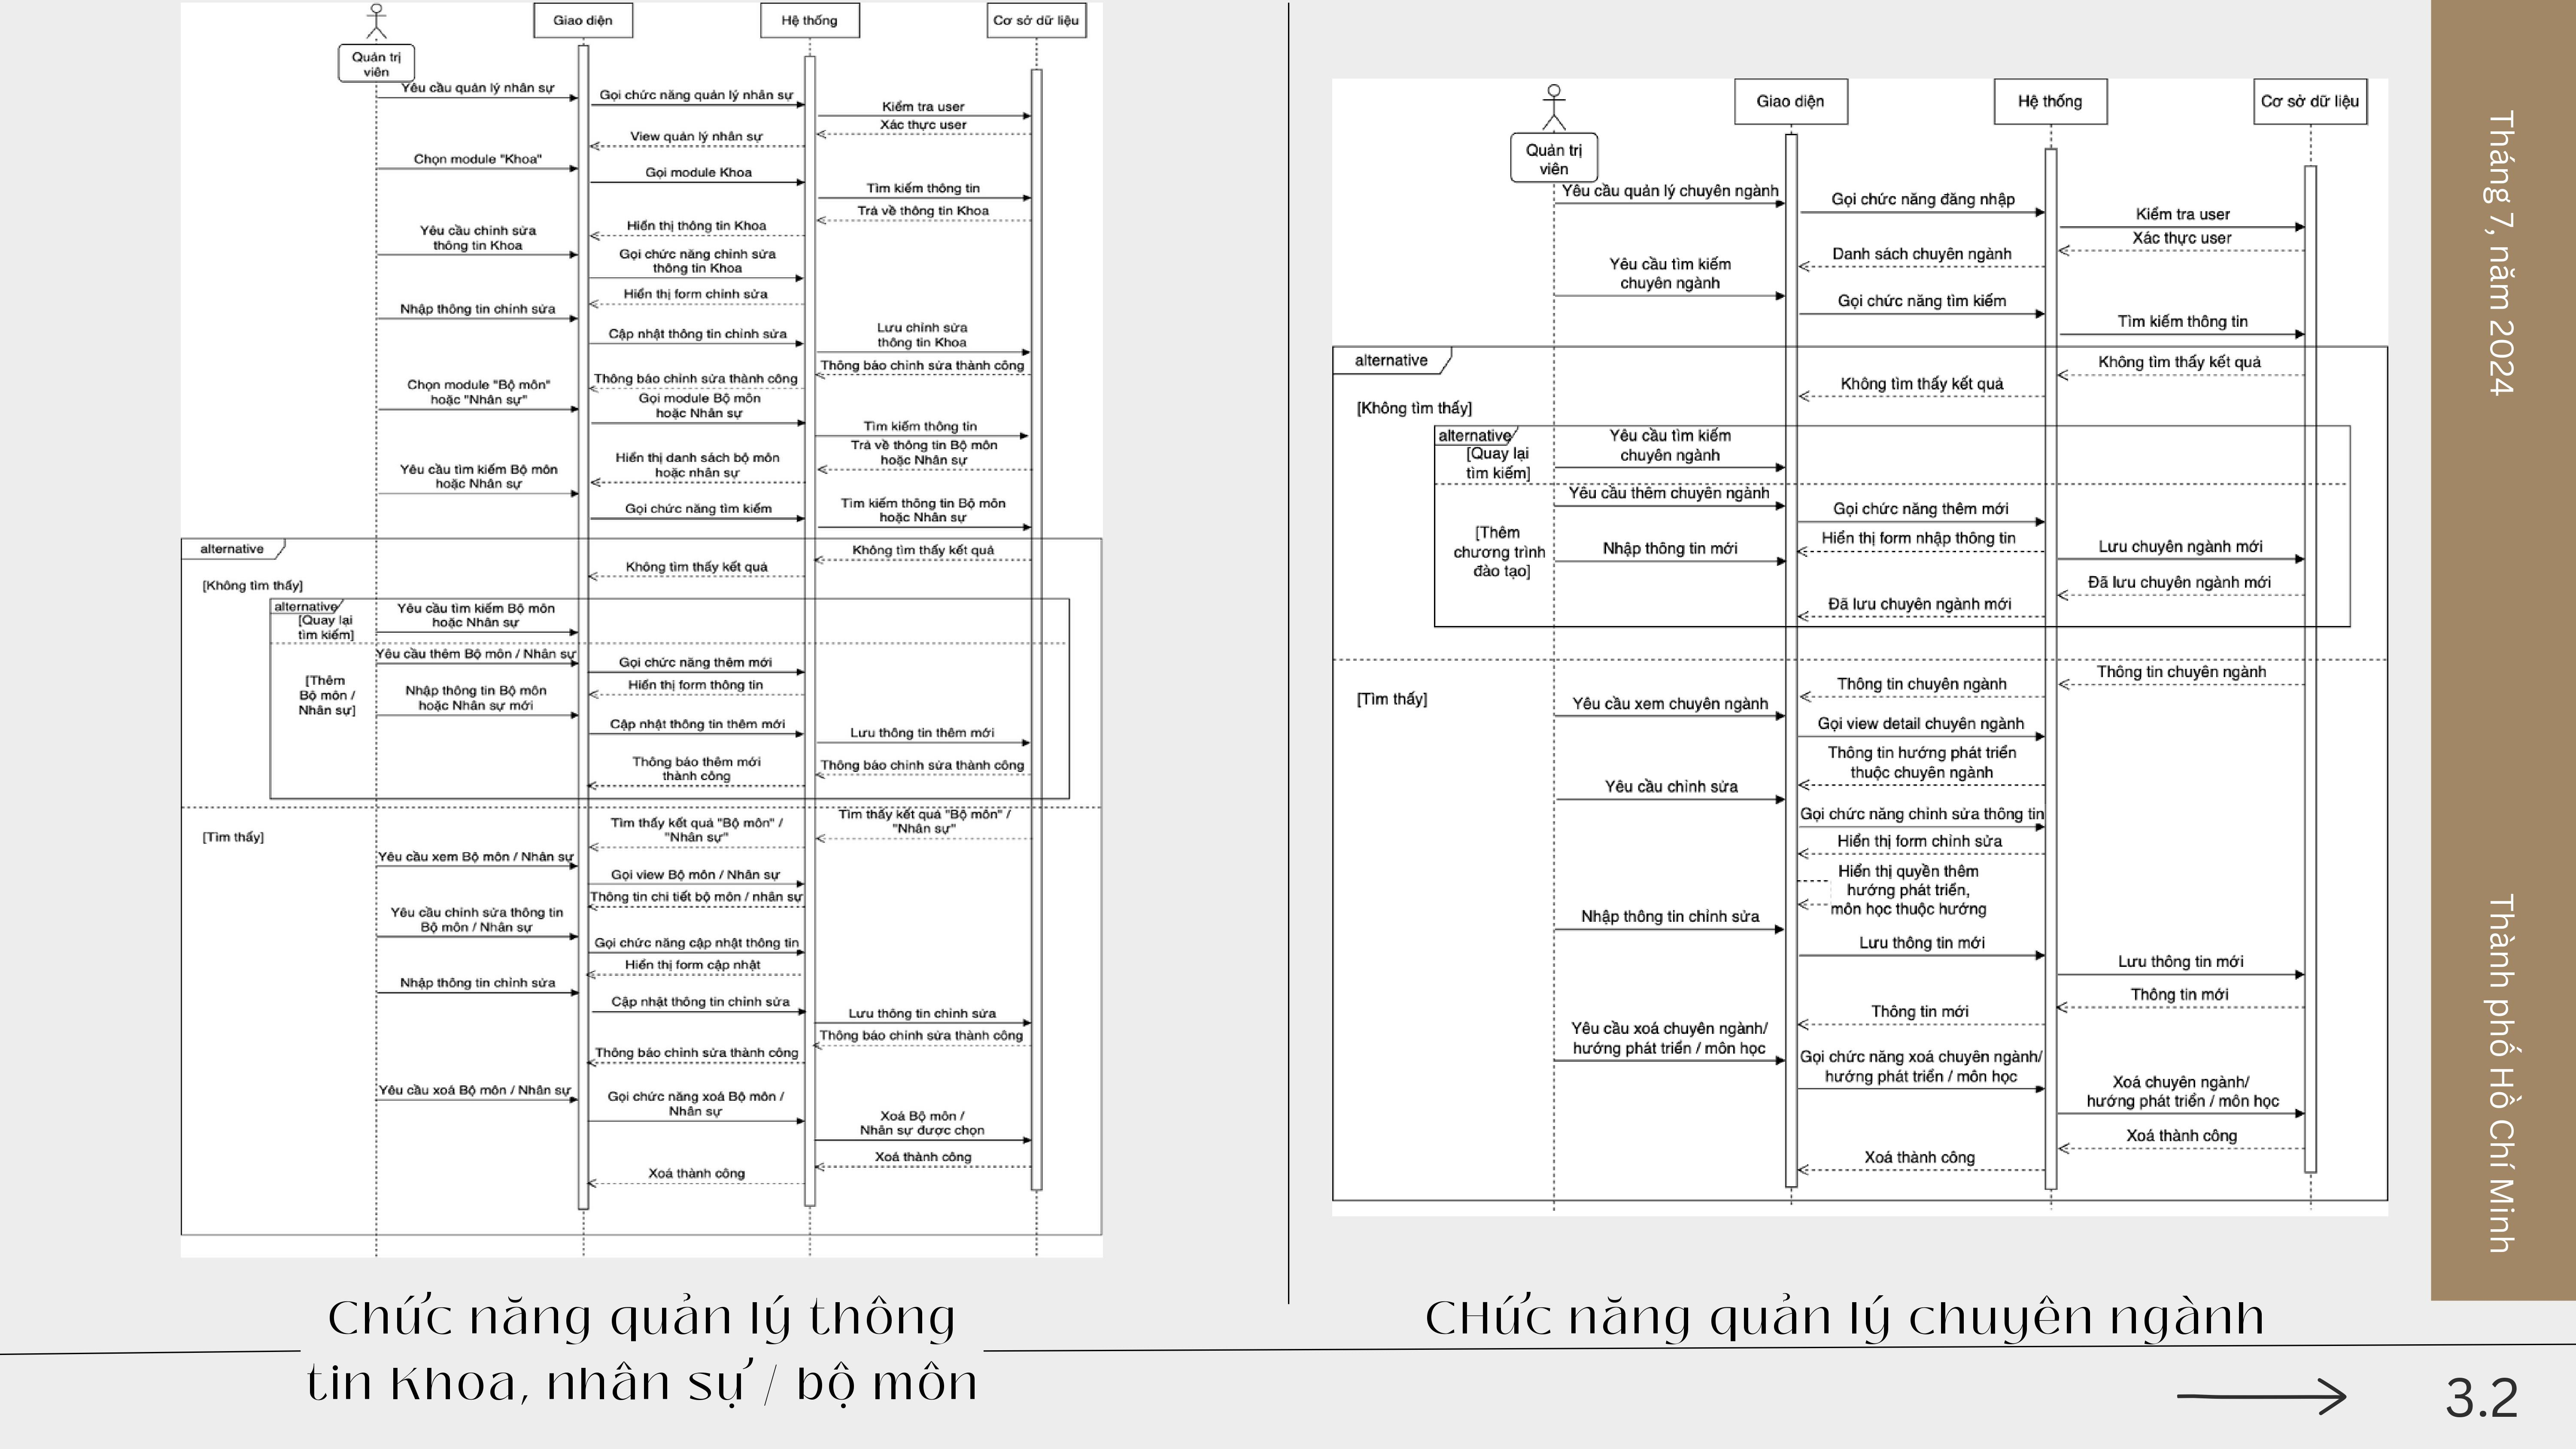 Giao diện
Hệ thống
Cơ sở dữ liệu
Quản trị
viên
Yêu cầu quản lý nhân sự
Gọi chức năng quản lý nhân sự
Kiểm tra user
Xác thực user
View quản lý nhân sự
Chọn module "Khoa"
Gọi module Khoa
Tìm kiếm thông tin
Trả về thông tin Khoa
Hiển thị thông tin Khoa
Yêu cầu chỉnh sửa
thông tin Khoa
Gọi chức năng chỉnh sửa
thông tin Khoa
Hiển thị form chỉnh sửa
Nhập thông tin chỉnh sửa
Cập nhật thông tin chỉnh sửa
Lưu chỉnh sửa
thông tin Khoa
Thông báo chỉnh sửa thành công
Thông báo chỉnh sửa thành công
Chọn module "Bộ môn"
hoặc "Nhân sự"
Gọi module Bộ môn
hoặc Nhân sự
Tìm kiếm thông tin
Trả về thông tin Bộ môn
hoặc Nhân sự
Hiển thị danh sách bộ môn
hoặc nhân sự
Yêu cầu tìm kiếm Bộ môn
hoặc Nhân sự
Gọi chức năng tìm kiếm
Tìm kiếm thông tin Bộ môn
hoặc Nhân sự
alternative
Không tìm thấy kết quả
Không tìm thấy kết quả
[Không tìm thấy]
alternative
[Quay lại
tìm kiếm]
Yêu cầu tìm kiếm Bộ môn
hoặc Nhân sự
Yêu cầu thêm Bộ môn / Nhân sự
Gọi chức năng thêm mới
Hiển thị form thông tin
[Thêm
Bộ môn /
Nhân sự]
Nhập thông tin Bộ môn
hoặc Nhân sự mới
Cập nhật thông tin thêm mới
Lưu thông tin thêm mới
Thông báo thêm mới
thành công
Thông báo chỉnh sửa thành công
Tìm thấy kết quả "Bộ môn" /
"Nhân sự"
Tìm thấy kết quả "Bộ môn" /
"Nhân sự"
[Tìm thấy]
Yêu cầu xem Bộ môn / Nhân sự
Gọi view Bộ môn / Nhân sự
Thông tin chi tiết bộ môn / nhân sự
Yêu cầu chỉnh sửa thông tin
Bộ môn / Nhân sự
Gọi chức năng cập nhật thông tin
Hiển thị form cập nhật
Nhập thông tin chỉnh sửa
Cập nhật thông tin chỉnh sửa
Lưu thông tin chỉnh sửa
Thông báo chỉnh sửa thành công
Thông báo chỉnh sửa thành công
Yêu cầu xoá Bộ môn / Nhân sự
Gọi chức năng xoá Bộ môn /
Nhân sự
Xoá Bộ môn /
Nhân sự được chọn
Xoá thành công
Xoá thành công
Chức năng quản lý thông
tin Khoa, nhân sự / bộ môn
Giao diện
Hệ thống
Cơ sở dữ liệu
Quản trị
viên
Yêu cầu quản lý chuyên ngành
Gọi chức năng đăng nhập
Kiểm tra user
Xác thực user
Danh sách chuyên ngành
Yêu cầu tìm kiếm
chuyên ngành
Gọi chức năng tìm kiếm
Tìm kiếm thông tin
alternative
Không tìm thấy kết quả
Không tìm thấy kết quả
[Không tìm thấy]
alternative
[Quay lại
tìm kiếm]
Yêu cầu tìm kiếm
chuyên ngành
Yêu cầu thêm chuyên ngành
Gọi chức năng thêm mới
Hiển thị form nhập thông tin
[Thêm
chương trình
đào tạo]
Nhập thông tin mới
Lưu chuyên ngành mới
Đã lưu chuyên ngành mới
Đã lưu chuyên ngành mới
Thông tin chuyên ngành
Thông tin chuyên ngành
[Tìm thấy]
Yêu cầu xem chuyên ngành
Gọi view detail chuyên ngành
Thông tin hướng phát triển
thuộc chuyên ngành
Yêu cầu chỉnh sửa
Gọi chức năng chỉnh sửa thông tin
Hiển thị form chỉnh sửa
Hiển thị quyền thêm
hướng phát triển,
môn học thuộc hướng
Nhập thông tin chỉnh sửa
Lưu thông tin mới
Lưu thông tin mới
Thông tin mới
Thông tin mới
Yêu cầu xoá chuyên ngành/
hướng phát triển / môn học
Gọi chức năng xoá chuyên ngành/
hướng phát triển / môn học
Xoá chuyên ngành/
hướng phát triển / môn học
Xoá thành công
Xoá thành công
CHức năng quản lý chuyên ngành
Tháng 7, năm 2024
Thành phố Hồ Chí Minh
3.2